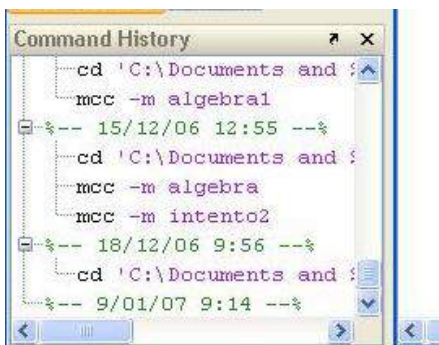 Command History
cd 'C:\Documents and
mcc -m algebra1
%-- 15/12/06 12:55 --%
cd 'C:\Documents and
mcc -m algebra
mcc -m intento2
%-- 18/12/06 9:56 --%
cd 'C:\Documents and
%-- 9/01/07 9:14 --%